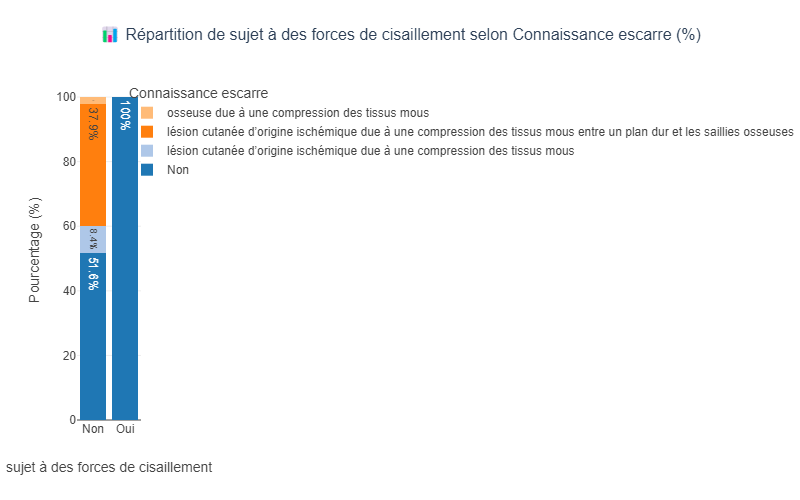 📊 Répartition de sujet à des forces de cisaillement selon Connaissance escarre (%)
Connaissance escarre
osseuse due à une compression des tissus mous
lésion cutanée d'origine ischémique due à une compression des tissus mous entre un plan dur et les saillies osseuses
lésion cutanée d'origine ischémique due à une compression des tissus mous
Non
Pourcentage (%)
100
80
60
40
20
0
37.9%
8.4%
51.6%
100%
Non
Oui
sujet à des forces de cisaillement